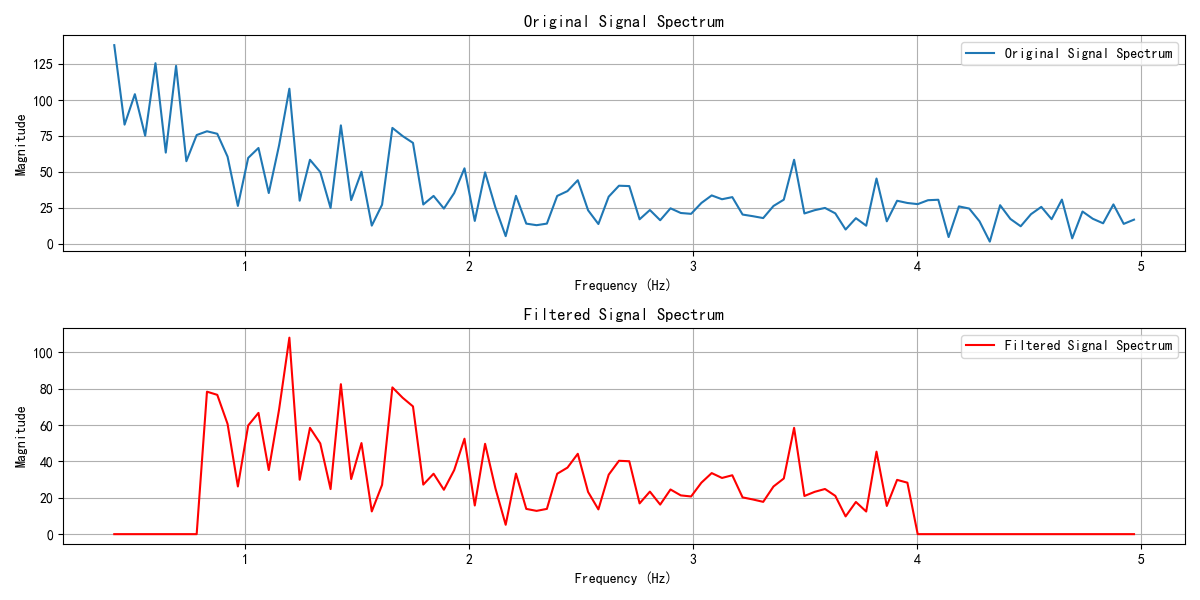 Original Signal Spectrum
125
100
75
50
25
0
Magnitude
Original Signal Spectrum
1 2 3 4 5
Frequency (Hz)
Filtered Signal Spectrum
100
80
60
40
20
0
Magnitude
Filtered Signal Spectrum
1 2 3 4 5
Frequency (Hz)